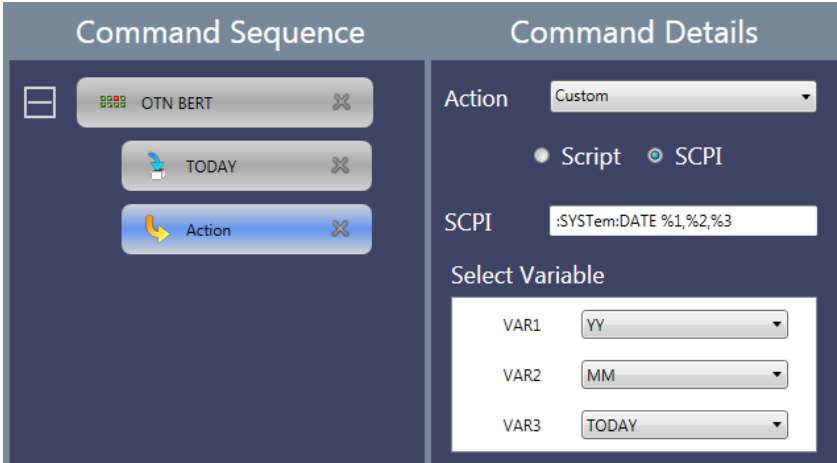 Command Sequence
OTN BERT
TODAY
Action
Command Details
Action Custom
Script SCPI
SCPI :SYSTem:DATE %1,%2,%3
Select Variable
VAR1 YY
VAR2 MM
VAR3 TODAY